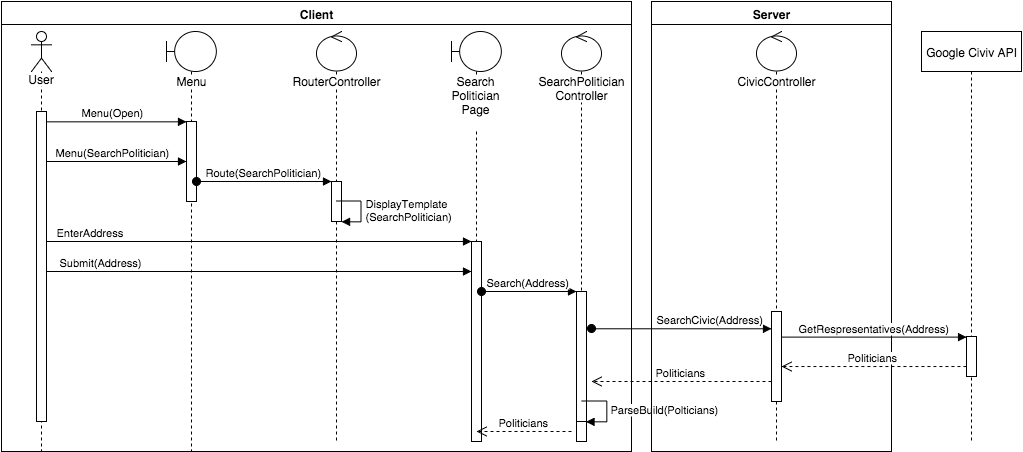 Client
Server
User
Menu
RouterController
Search
Politician
Page
SearchPolitician
Controller
CivicController
Google Civiv API
Menu(Open)
Menu(SearchPolitician)
Route(SearchPolitician)
DisplayTemplate
(SearchPolitician)
EnterAddress
Submit(Address)
Search(Address)
SearchCivic(Address)
GetRespresentatives(Address)
Politicians
Politicians
ParseBuild(Polticians)
Politicians